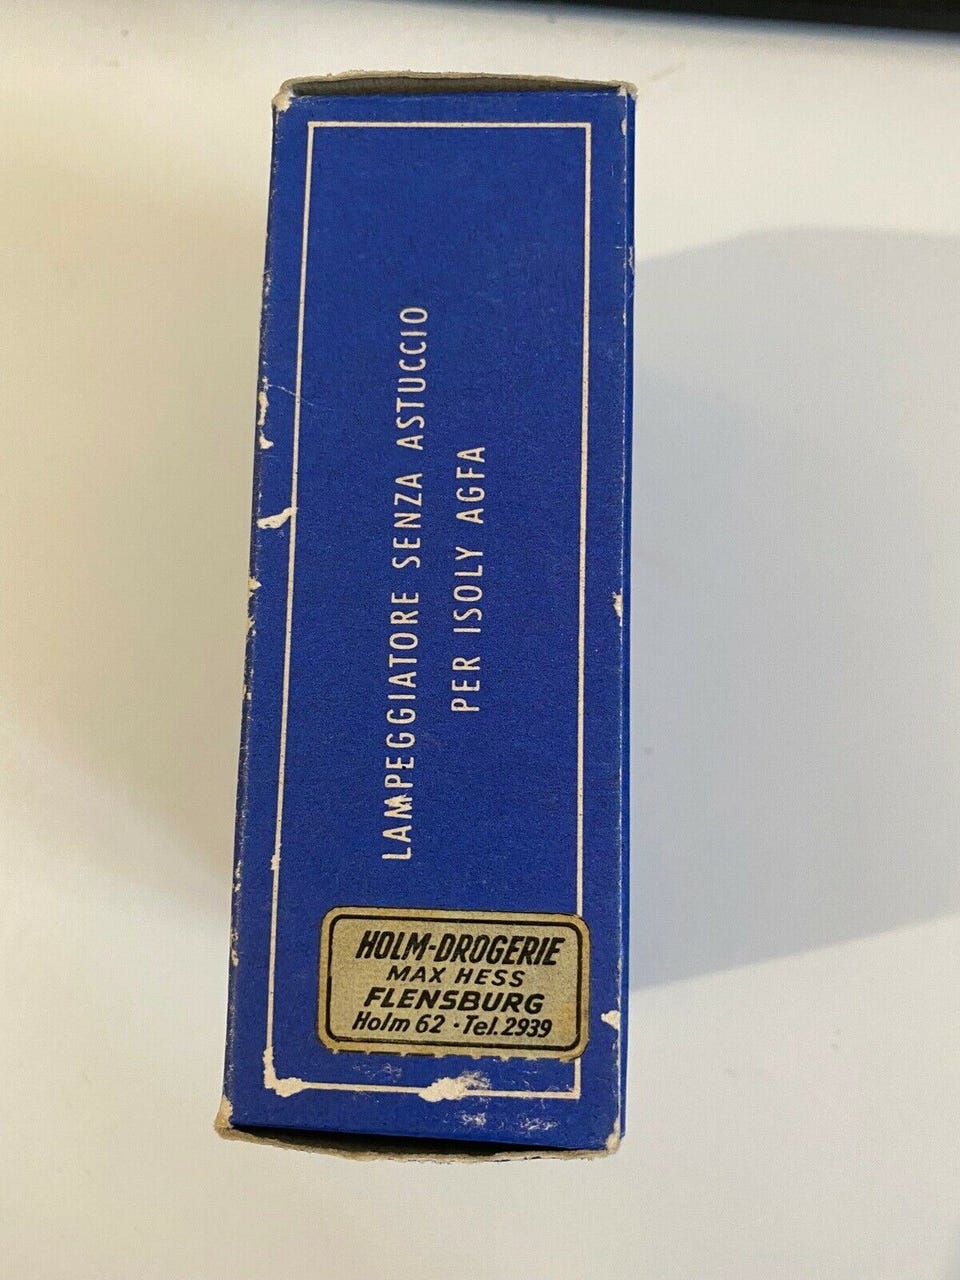 LAMPEGGIATORE SENZA ASTUCCIO
PER ISOLY AGFA
HOLM-DROGERIE
MAX HESS
FLENSBURG
Holm 62 · Tel. 2939